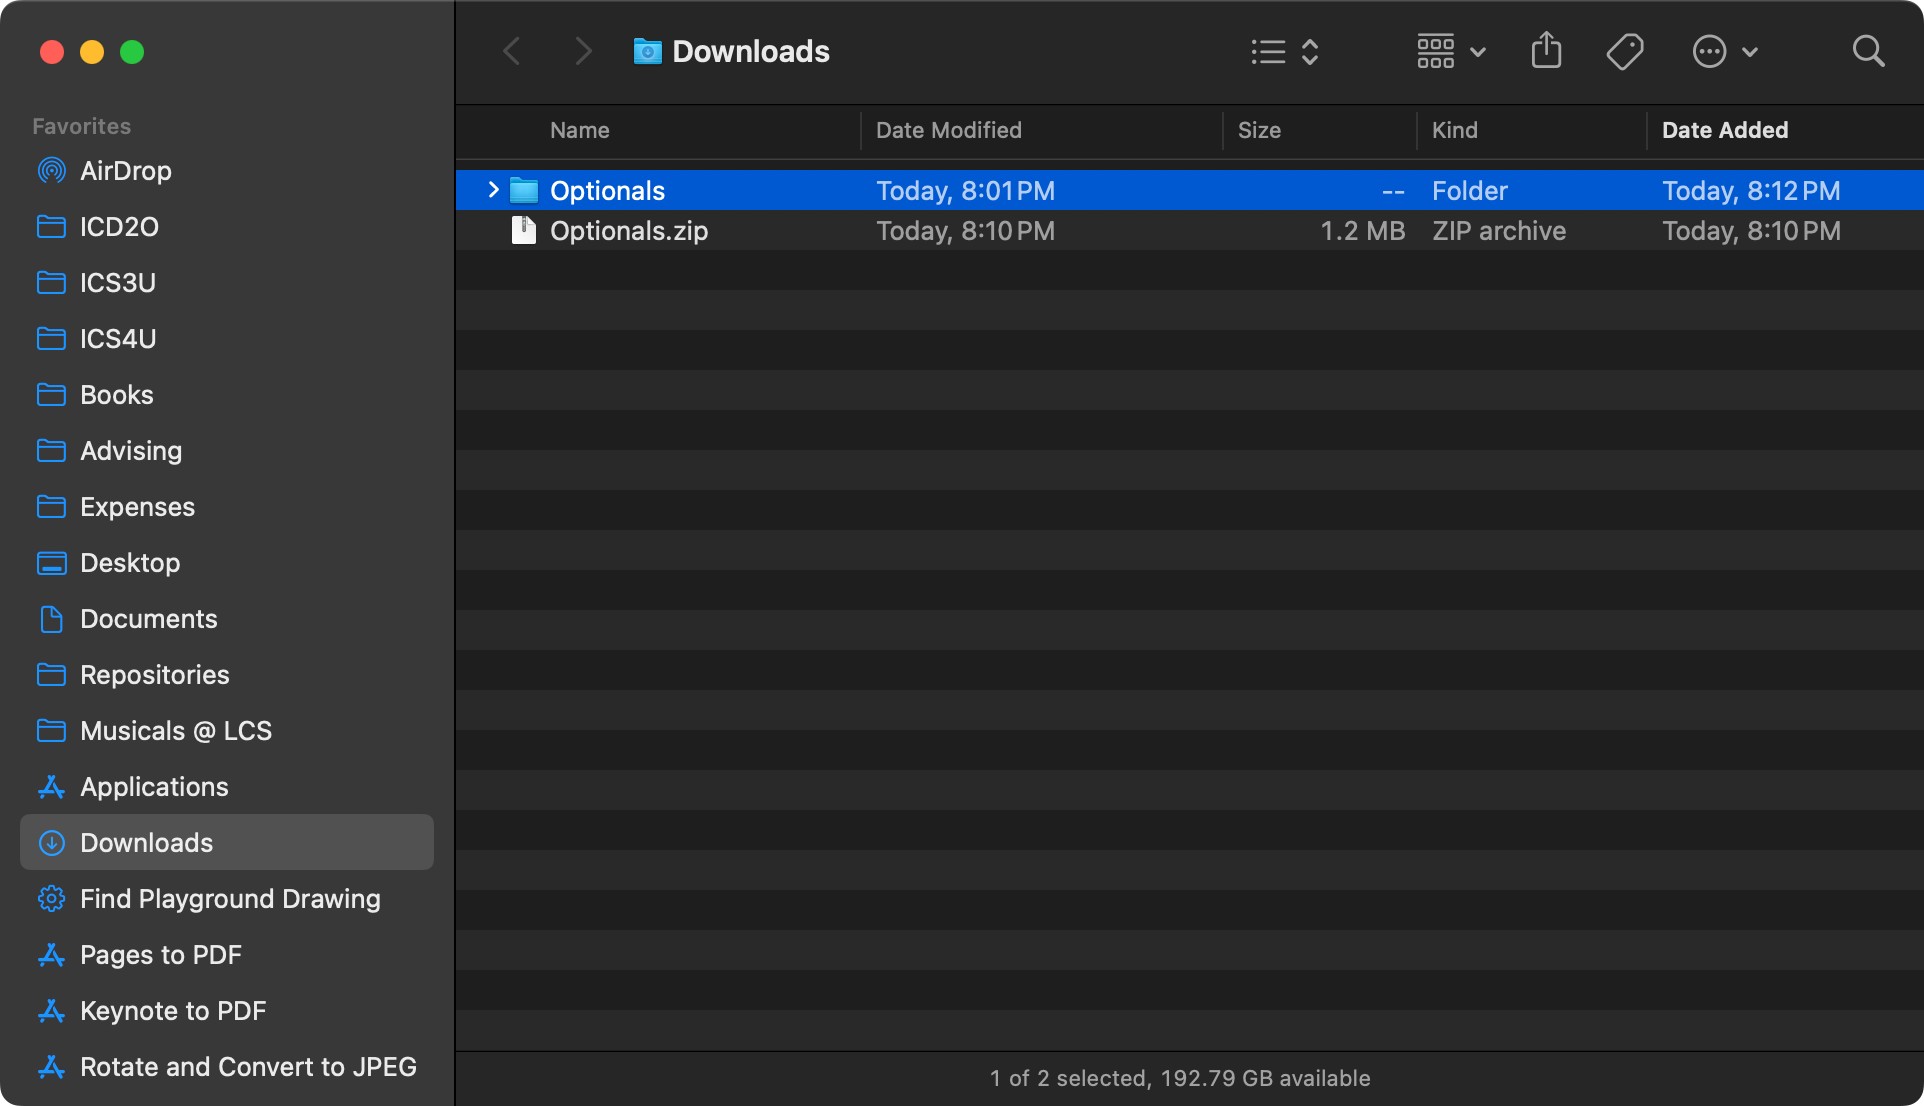 Downloads
Favorites
AirDrop
ICD2O
ICS3U
ICS4U
Books
Advising
Expenses
Desktop
Documents
Repositories
Musicals @ LCS
Applications
Downloads
Find Playground Drawing
Pages to PDF
Keynote to PDF
Rotate and Convert to JPEG
Name Date Modified Size Kind Date Added
Optionals Today, 8:01 PM -- Folder Today, 8:12 PM
Optionals.zip Today, 8:10 PM 1.2 MB ZIP archive Today, 8:10 PM
1 of 2 selected, 192.79 GB available